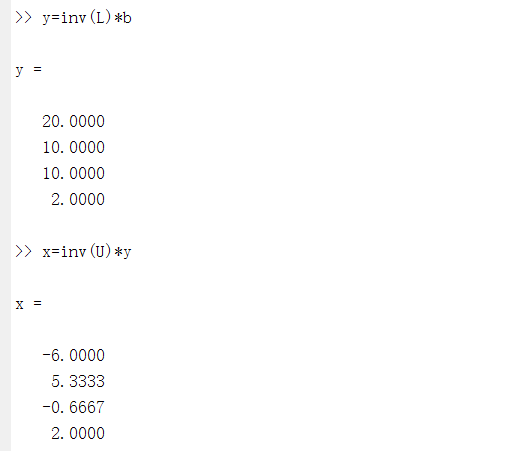 >> y=inv(L)*b
y =
20.0000
10.0000
10.0000
2.0000
>> x=inv(U)*y
x =
-6.0000
5.3333
-0.6667
2.0000